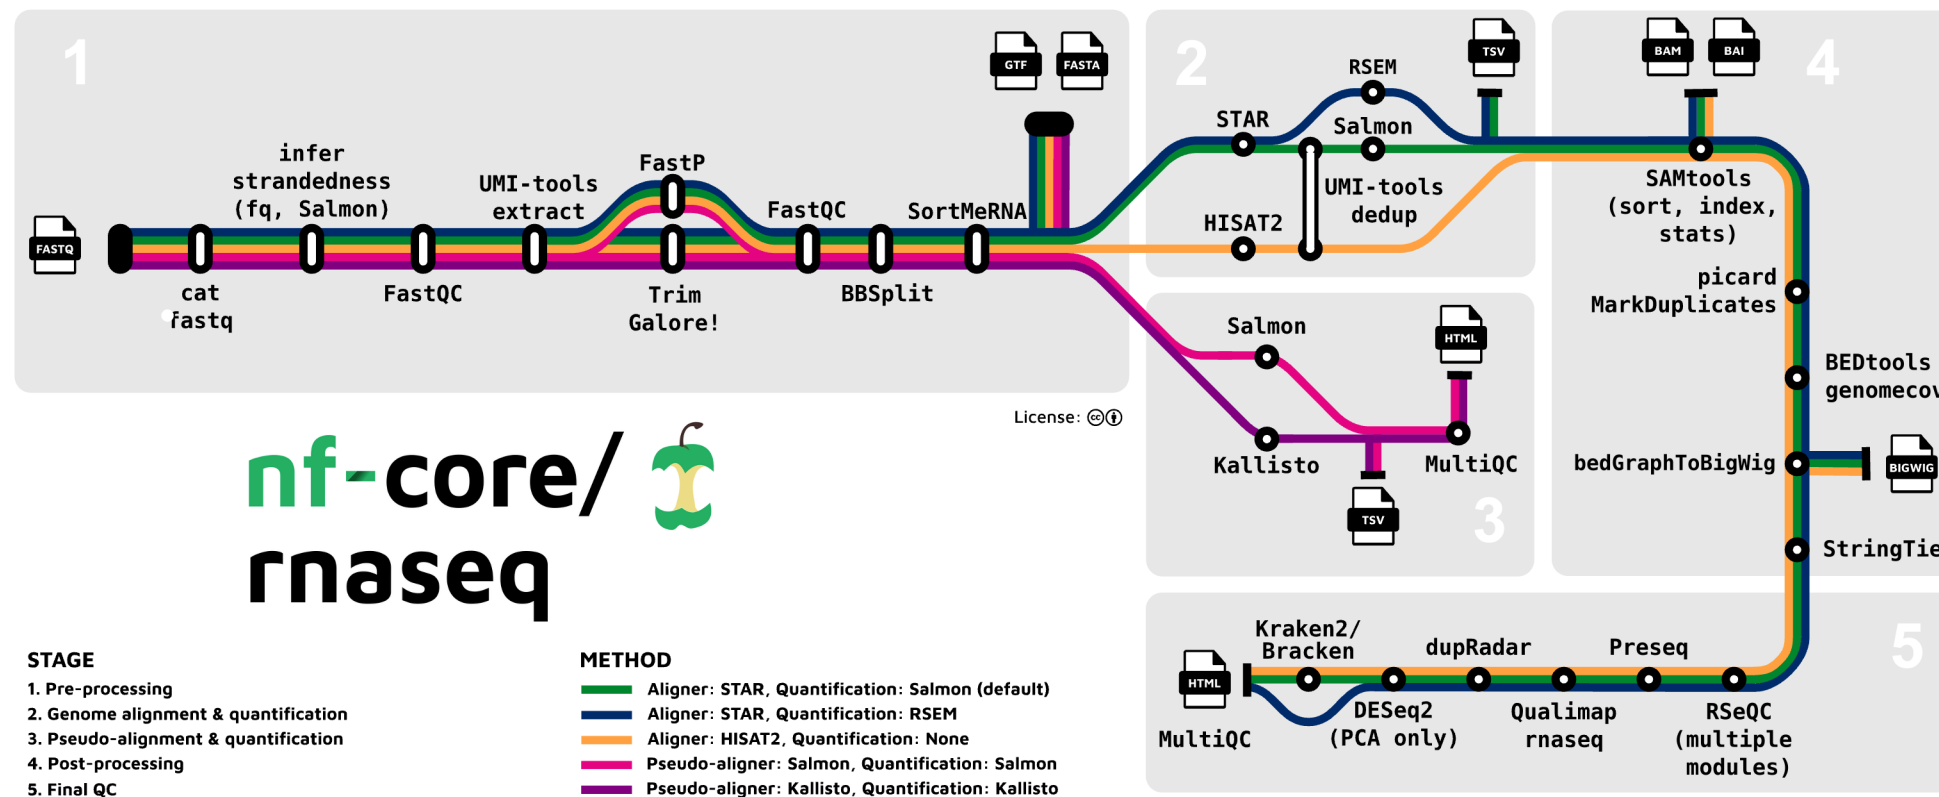 1
GTF
FASTA
infer
strandedness
(fq, Salmon)
UMI-tools
extract
FastP
FastQC
SortMeRNA
FASTQ
cat
fastq
FastQC
Trim
Galore!
BBSplit
2
TSV
RSEM
STAR
Salmon
UMI-tools
dedup
HISAT2
4
BAM
BAI
SAMtools
(sort, index,
stats)
picard
MarkDuplicates
BEDtools
genomecov
bedGraphToBigWig
BIGWIG
StringTie
3
Salmon
HTML
Kallisto
MultiQC
TSV
License:
nf-core/
rnaseq
5
Kraken2/
Bracken
dupRadar
Preseq
HTML
MultiQC
DESeq2
(PCA only)
Qualimap
rnaseq
RSeQC
(multiple
modules)
STAGE
1. Pre-processing
2. Genome alignment & quantification
3. Pseudo-alignment & quantification
4. Post-processing
5. Final QC
METHOD
Aligner: STAR, Quantification: Salmon (default)
Aligner: STAR, Quantification: RSEM
Aligner: HISAT2, Quantification: None
Pseudo-aligner: Salmon, Quantification: Salmon
Pseudo-aligner: Kallisto, Quantification: Kallisto